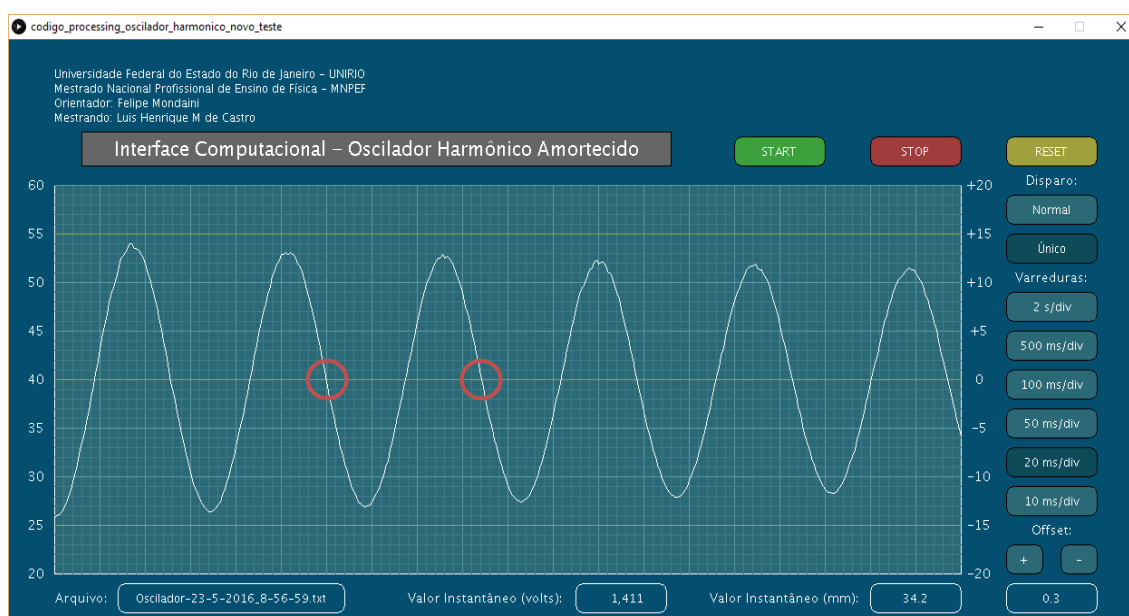 codigo_processing_oscilador_harmonico_novo_teste
Universidade Federal do Estado do Rio de Janeiro - UNIRIO
Mestrado Nacional Profissional de Ensino de Física - MNPEF
Orientador: Felipe Mondaini
Mestrando: Luis Henrique M de Castro
Interface Computacional - Oscilador Harmônico Amortecido
START
STOP
RESET
60
55
50
45
40
35
30
25
20
+20
+15
+10
+5
0
-5
-10
-15
-20
Disparo:
Normal
Único
Varreduras:
2 s/div
500 ms/div
100 ms/div
50 ms/div
20 ms/div
10 ms/div
Offset:
+ -
Arquivo: Oscilador-23-5-2016_8-56-59.txt Valor Instantâneo (volts): 1,411 Valor Instantâneo (mm): 34.2 0.3